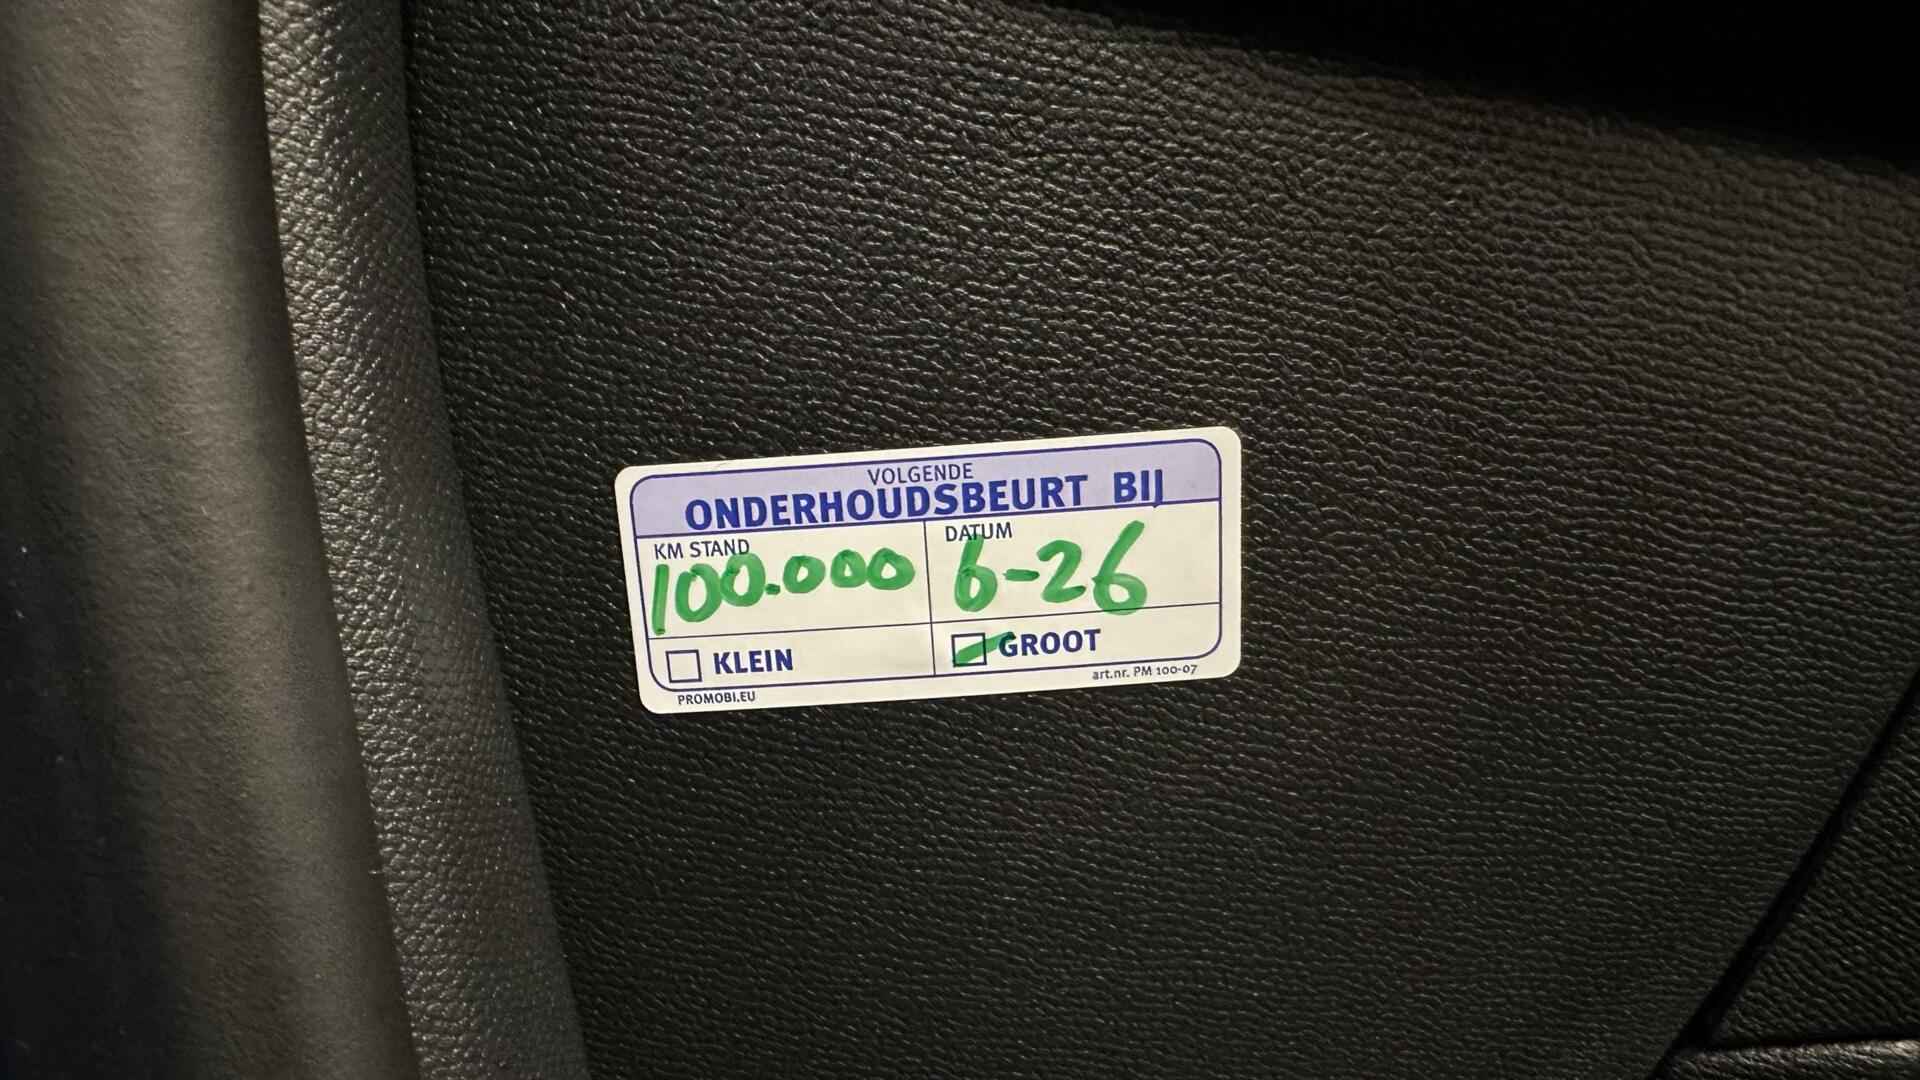 VOLGENDE
ONDERHOUDSBEURT BIJ
KM STAND
100.000
DATUM
6-26
KLEIN
GROOT
PROMOBI.EU
art.nr. PM 100-07